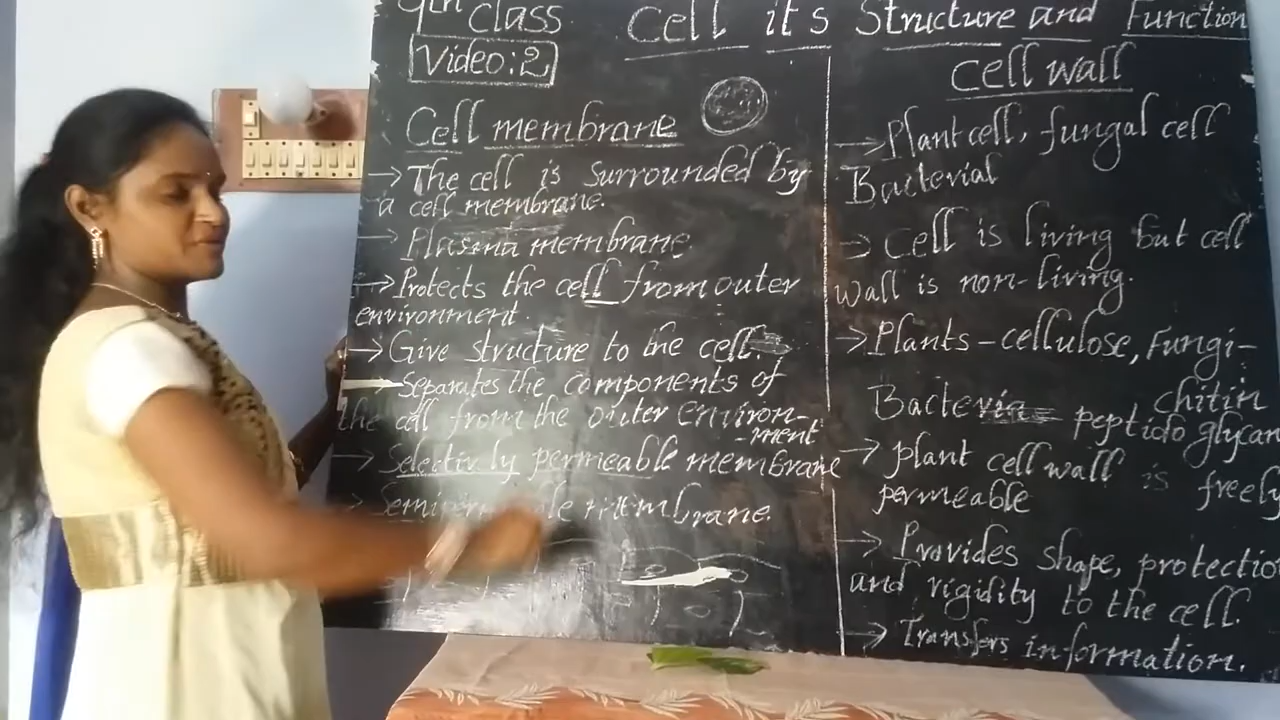 9th class
Cell it's Structure and Function
Video:2
Cell membrane
→ The cell is surrounded by
a cell membrane.
→ Plasma membrane.
→ Protects the cell from outer
environment.
→ Give structure to the cell.
→ Separates the components of
the cell from the outer environ-
-ment
→ Selectively permeable membrane
→ membrane.
Cell wall
→ Plant cell, fungal cell
Bacterial
→ Cell is living but cell
wall is non-living.
→ Plants - cellulose, Fungi-
chitin
Bacteria peptido glycan
→ plant cell wall is freely
permeable
→ Provides shape, protectio
and rigidity to the cell.
→ Transfers information.